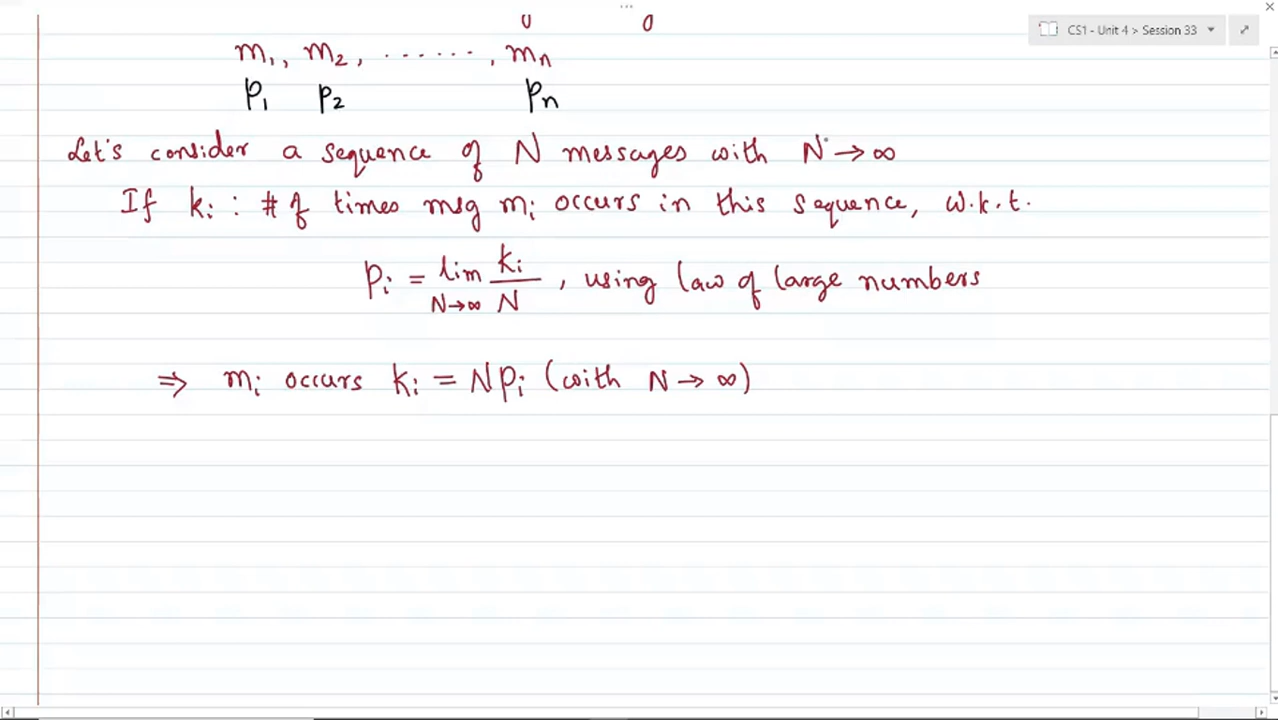 CS1 - Unit 4 > Session 33
m₁, m₂, ........, mₙ
p₁ p₂ pₙ
Let's consider a sequence of N messages with N → ∞
If kᵢ : # of times msg mᵢ occurs in this sequence, w.k.t.
pᵢ = lim N→∞ kᵢ/N , using law of large numbers
⇒ mᵢ occurs kᵢ = Npᵢ (with N → ∞)